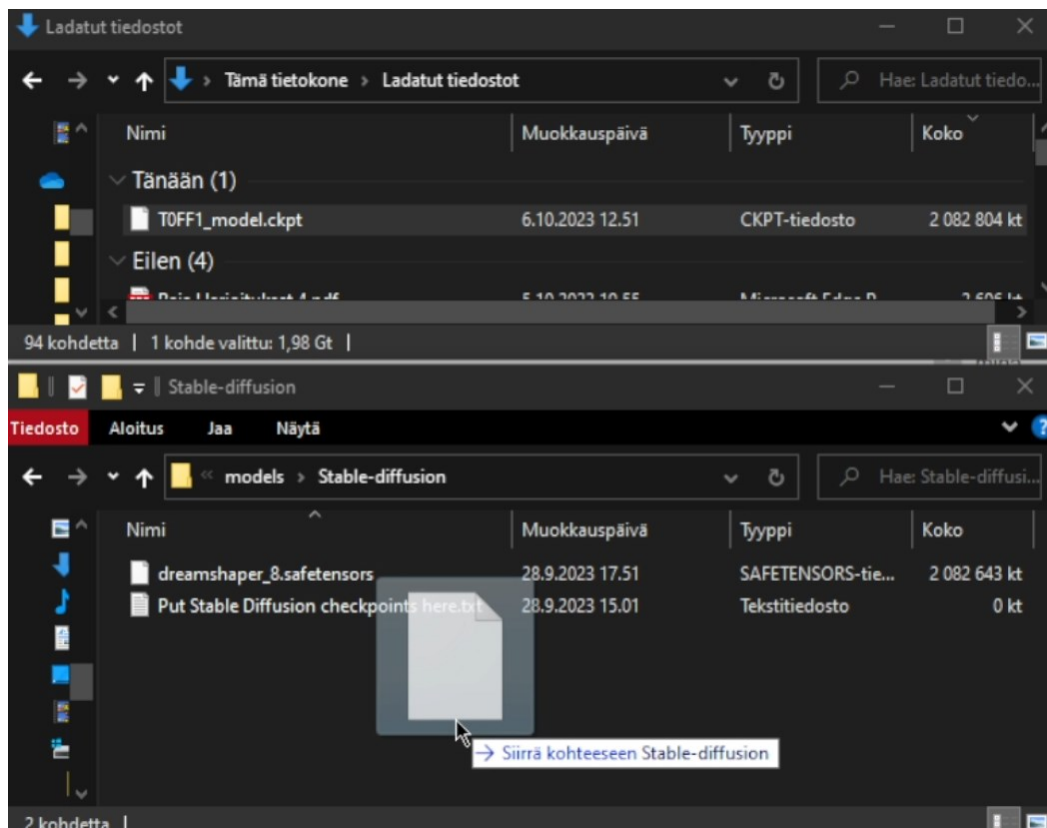 Ladatut tiedostot
Tämä tietokone > Ladatut tiedostot
Hae: Ladatut tiedo...
Nimi Muokkauspäivä Tyyppi Koko
Tänään (1)
T0FF1_model.ckpt 6.10.2023 12.51 CKPT-tiedosto 2 082 804 kt
Eilen (4)
94 kohdetta | 1 kohde valittu: 1,98 Gt |
Stable-diffusion
Tiedosto Aloitus Jaa Näytä
« models > Stable-diffusion
Hae: Stable-diffusi...
Nimi Muokkauspäivä Tyyppi Koko
dreamshaper_8.safetensors 28.9.2023 17.51 SAFETENSORS-tie... 2 082 643 kt
Put Stable Diffusion checkpoints here.txt 28.9.2023 15.01 Tekstitiedosto 0 kt
→ Siirrä kohteeseen Stable-diffusion
2 kohdetta |